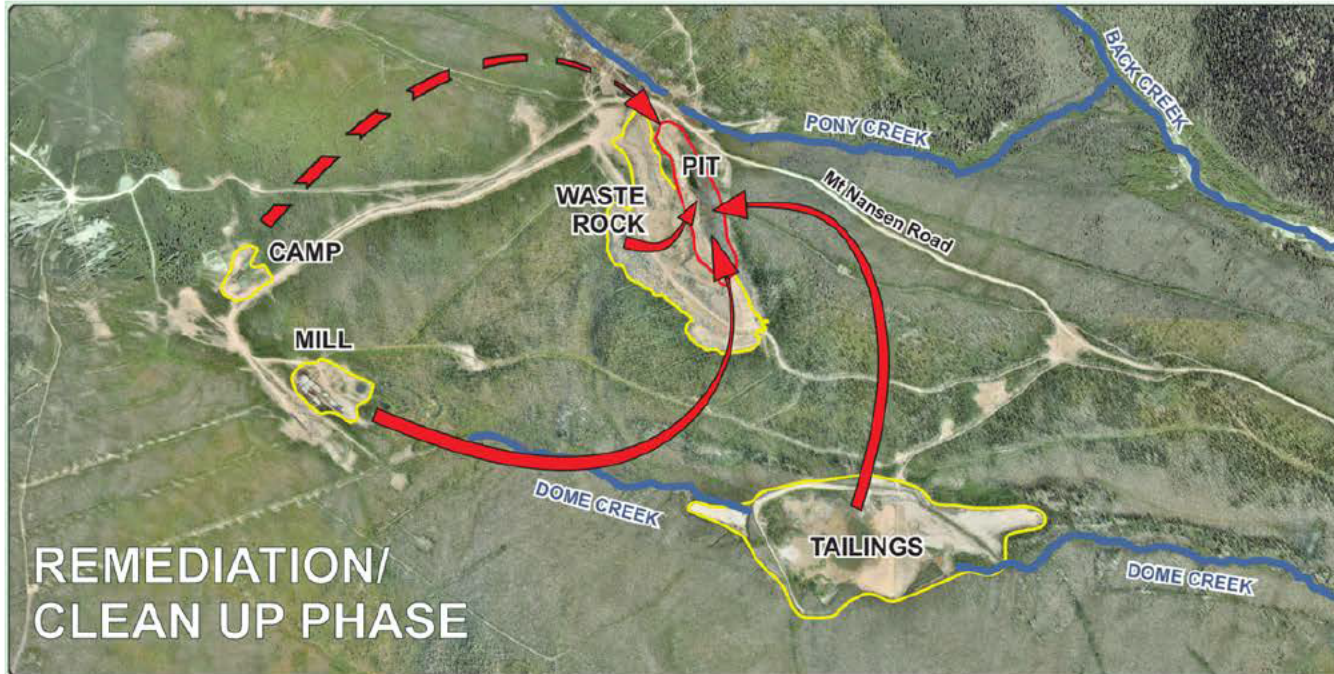 BACK CREEK
PONY CREEK
PIT
WASTE
ROCK
Mt Nansen Road
CAMP
MILL
DOME CREEK
TAILINGS
DOME CREEK
REMEDIATION/
CLEAN UP PHASE